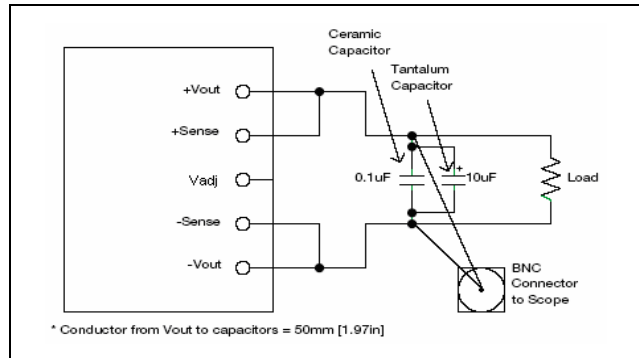 Ceramic
Capacitor
Tantalum
Capacitor
+Vout
+Sense
Vadj
-Sense
-Vout
0.1uF
+
10uF
Load
BNC
Connector
to Scope
* Conductor from Vout to capacitors = 50mm [1.97in]